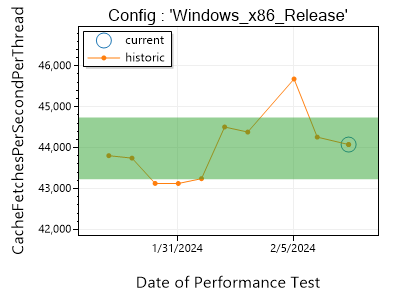 Config : 'Windows_x86_Release'
current
historic
CacheFetchesPerSecondPerThread
46,000
45,000
44,000
43,000
42,000
1/31/2024
2/5/2024
Date of Performance Test